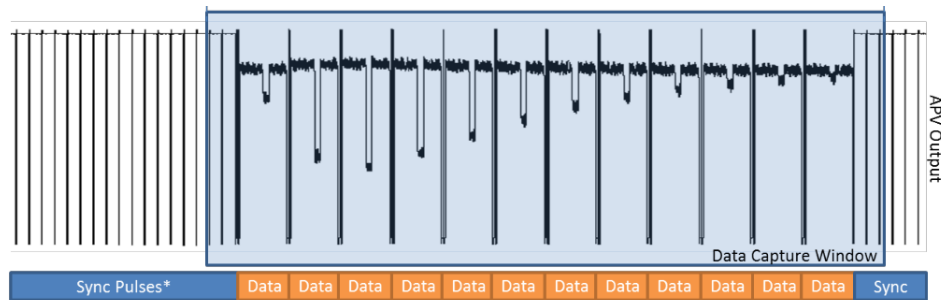 APV Output
Data Capture Window
Sync Pulses* Data Data Data Data Data Data Data Data Data Data Data Data Sync